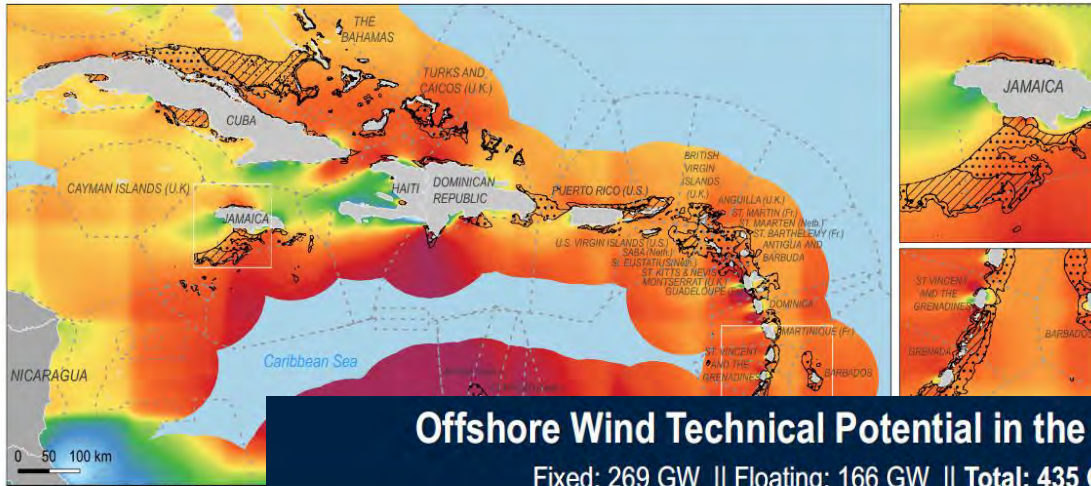 THE
BAHAMAS
TURKS AND
CAICOS (U.K.)
CUBA
CAYMAN ISLANDS (U.K)
JAMAICA
HAITI
DOMINICAN
REPUBLIC
PUERTO RICO (U.S.)
BRITISH
VIRGIN
ISLANDS
(U.K.)
ANGUILLA (U.K.)
ST. MARTIN (Fr.)
ST. MAARTEN (Neth.)
ST. BARTHELEMY (Fr.)
ANTIGUA AND
BARBUDA
U.S. VIRGIN ISLANDS (U.S.)
SABA (Neth.)
St. EUSTATIUS(Neth.)
ST. KITTS & NEVIS
MONTSERRAT (U.K.)
GUADELOUPE
DOMINICA
MARTINIQUE (Fr.)
ST. VINCENT
AND THE
GRENADINES
BARBADOS
Caribbean Sea
NICARAGUA
0 50 100 km
JAMAICA
ST VINCENT
AND THE
GRENADINES
BARBADOS
GRENADA
Offshore Wind Technical Potential in the
Fixed: 269 GW || Floating: 166 GW || Total: 435